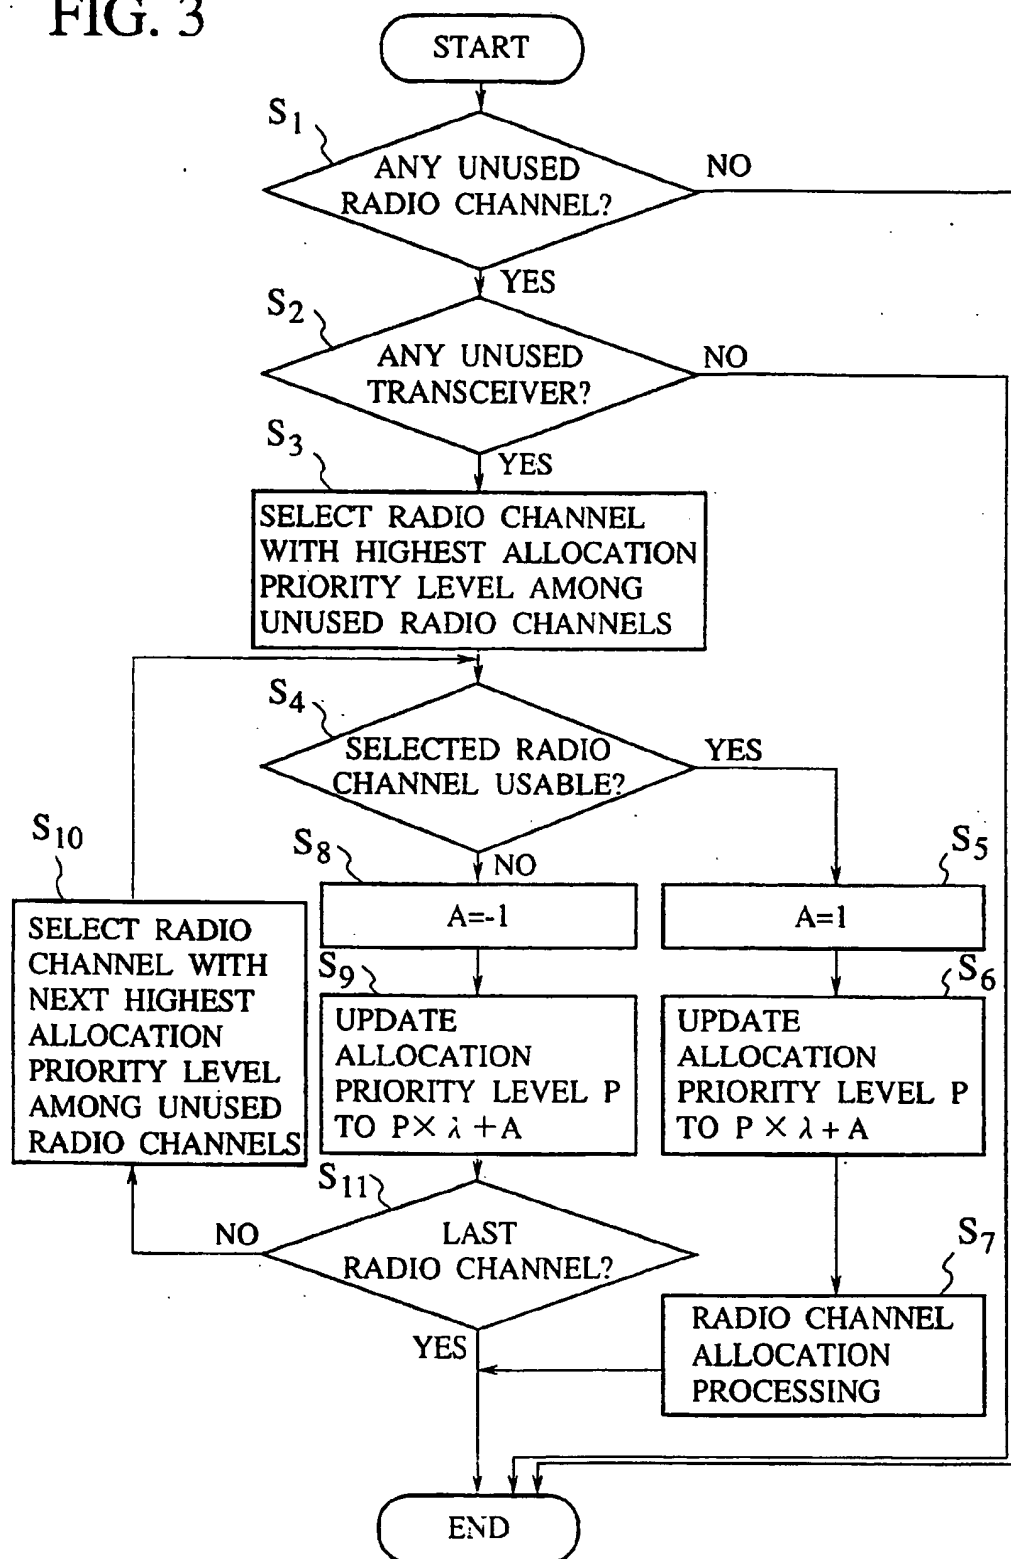 FIG. 3
START
S1
ANY UNUSED
RADIO CHANNEL?
NO
YES
S2
ANY UNUSED
TRANSCEIVER?
NO
YES
S3
SELECT RADIO CHANNEL
WITH HIGHEST ALLOCATION
PRIORITY LEVEL AMONG
UNUSED RADIO CHANNELS
S4
SELECTED RADIO
CHANNEL USABLE?
YES
NO
S10
SELECT RADIO
CHANNEL WITH
NEXT HIGHEST
ALLOCATION
PRIORITY LEVEL
AMONG UNUSED
RADIO CHANNELS
S8
A=-1
S5
A=1
S9
UPDATE
ALLOCATION
PRIORITY LEVEL P
TO P× λ +A
S6
UPDATE
ALLOCATION
PRIORITY LEVEL P
TO P × λ + A
S11
LAST
RADIO CHANNEL?
NO
YES
S7
RADIO CHANNEL
ALLOCATION
PROCESSING
END